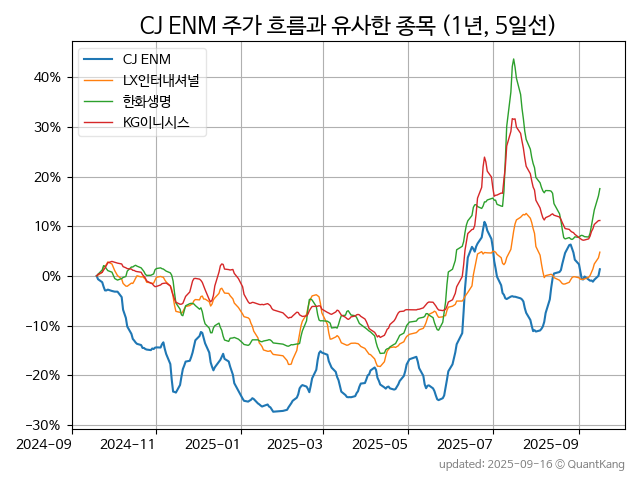 CJ ENM 주가 흐름과 유사한 종목 (1년, 5일선)
CJ ENM
LX인터내셔널
한화생명
KG이니시스
40%
30%
20%
10%
0%
−10%
−20%
−30%
2024-09
2024-11
2025-01
2025-03
2025-05
2025-07
2025-09
updated: 2025-09-16 © QuantKang